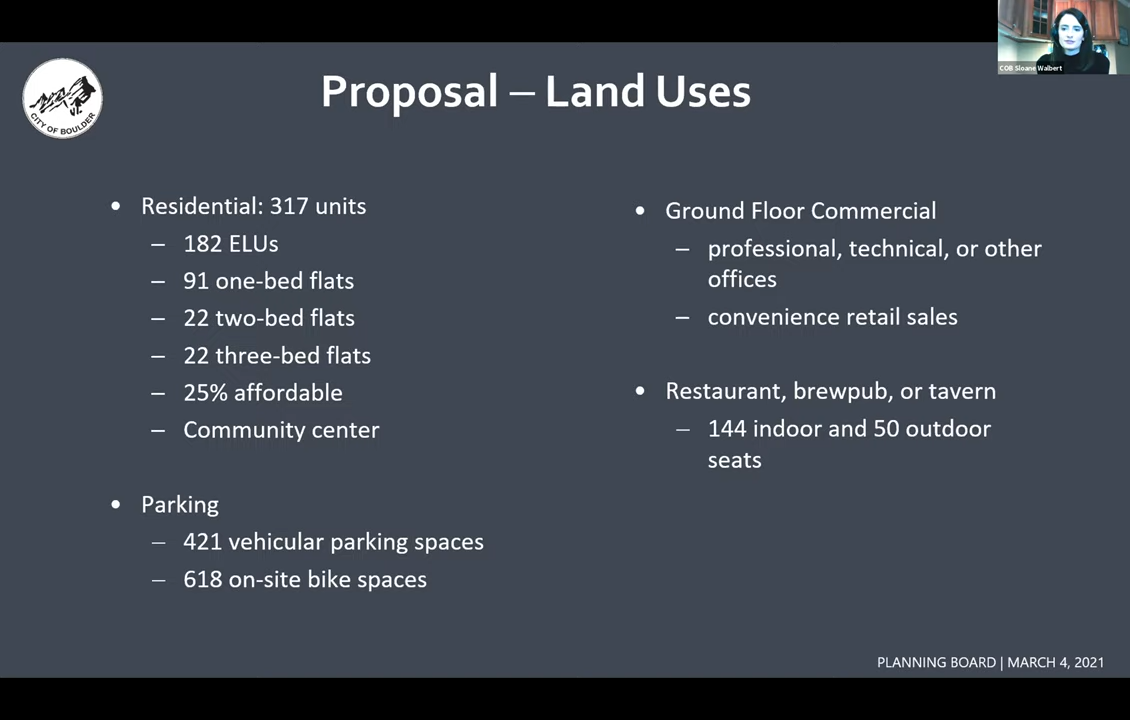 COB Sloane Walbert
CITY OF BOULDER
Proposal – Land Uses
• Residential: 317 units
– 182 ELUs
– 91 one-bed flats
– 22 two-bed flats
– 22 three-bed flats
– 25% affordable
– Community center
• Parking
– 421 vehicular parking spaces
– 618 on-site bike spaces
• Ground Floor Commercial
– professional, technical, or other
offices
– convenience retail sales
• Restaurant, brewpub, or tavern
– 144 indoor and 50 outdoor
seats
PLANNING BOARD | MARCH 4, 2021